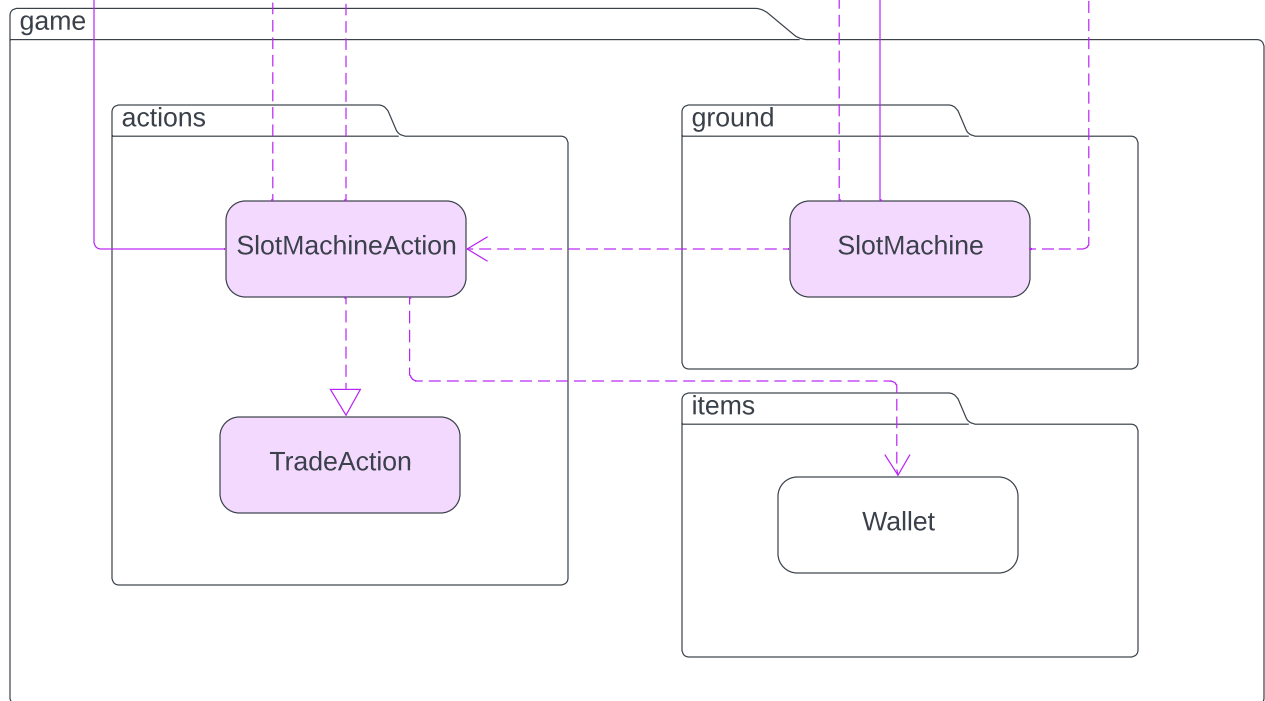 game
actions
ground
SlotMachineAction
SlotMachine
items
TradeAction
Wallet